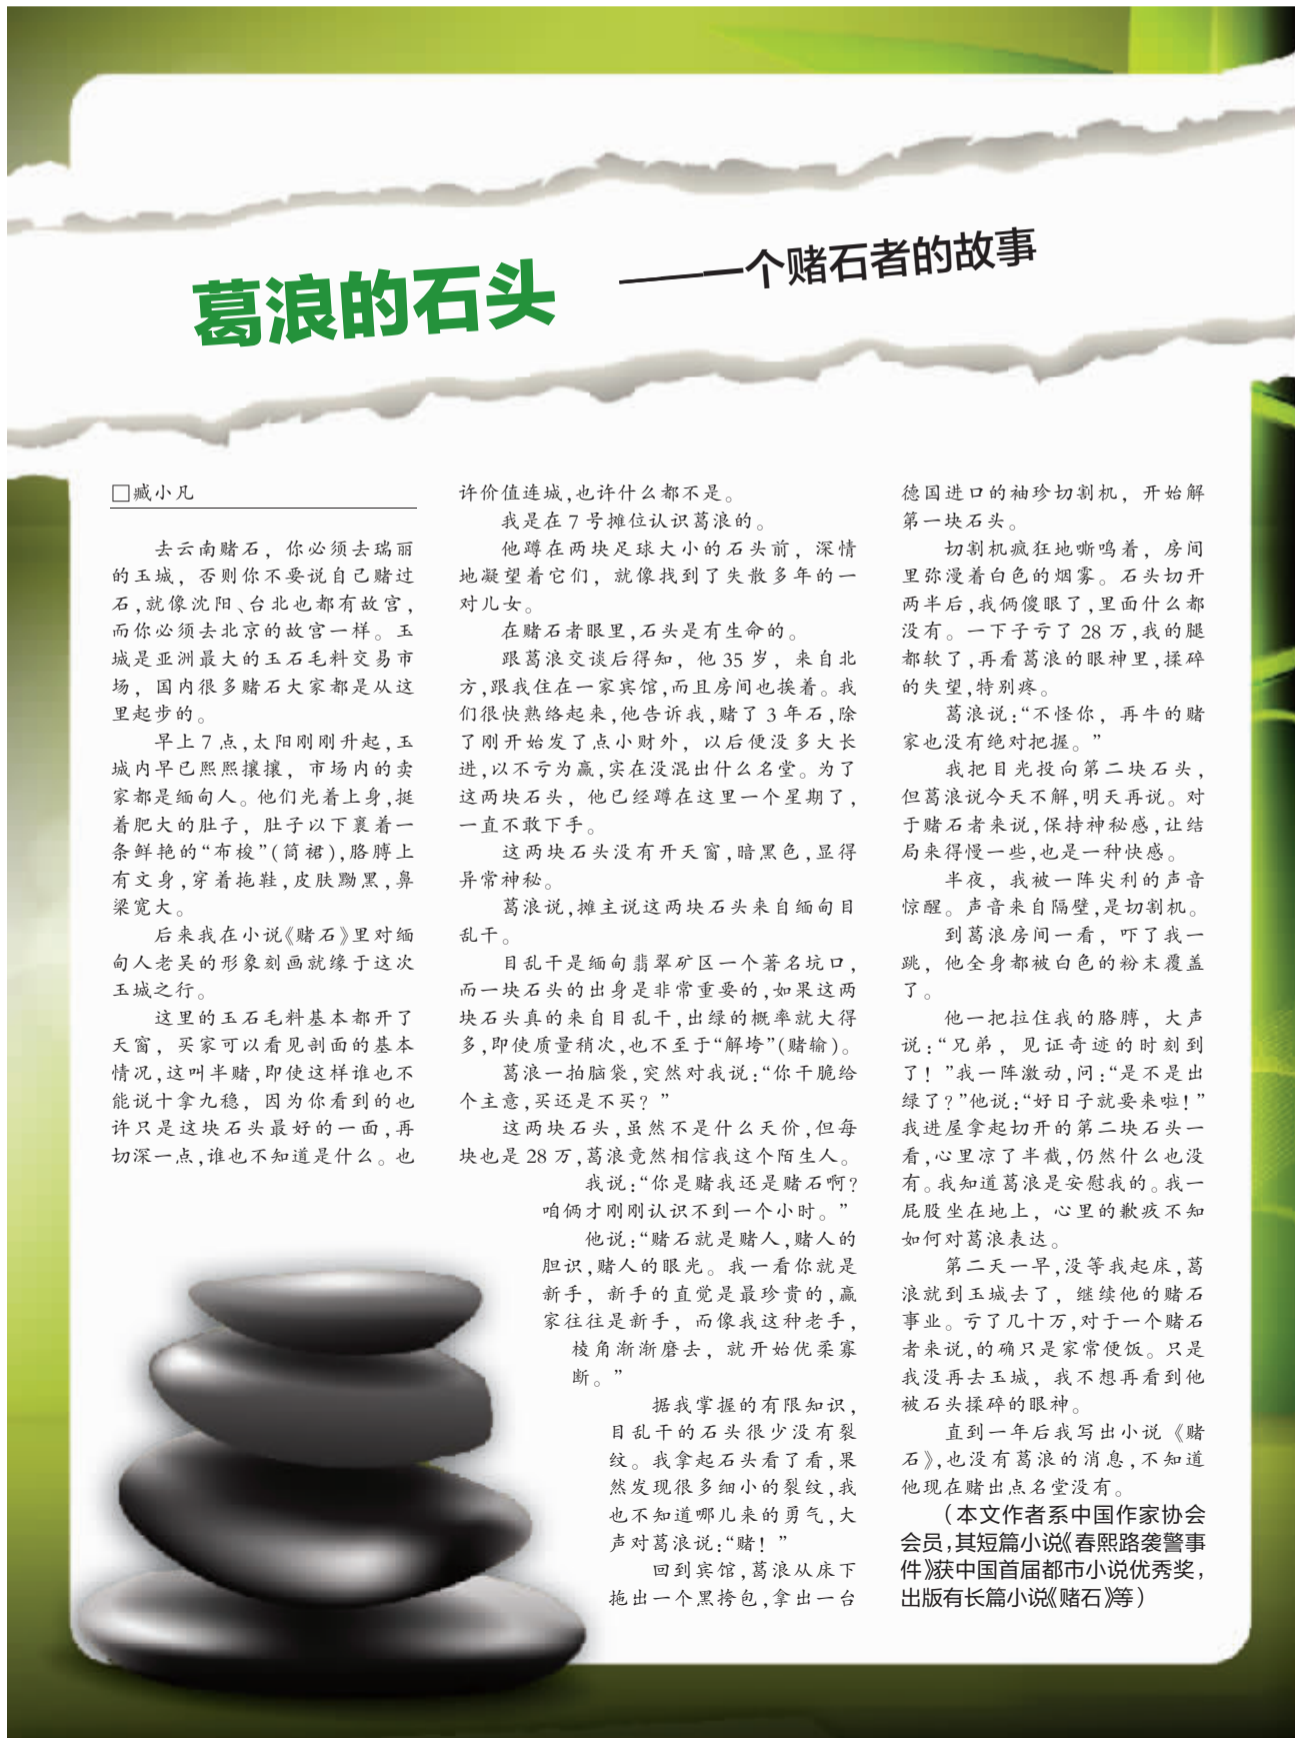 葛浪的石头
——一个赌石者的故事
□臧小凡
去云南赌石，你必须去瑞丽
的玉城，否则你不要说自己赌过
石，就像沈阳、台北也都有故宫，
而你必须去北京的故宫一样。玉
城是亚洲最大的玉石毛料交易市
场，国内很多赌石大家都是从这
里起步的。
早上7点，太阳刚刚升起，玉
城内早已熙熙攘攘，市场内的卖
家都是缅甸人。他们光着上身，挺
着肥大的肚子，肚子以下裹着一
条鲜艳的“布梭”（筒裙），胳膊上
有文身，穿着拖鞋，皮肤黝黑，鼻
梁宽大。
后来我在小说《赌石》里对缅
甸人老吴的形象刻画就缘于这次
玉城之行。
这里的玉石毛料基本都开了
天窗，买家可以看见剖面的基本
情况，这叫半赌，即使这样谁也不
能说十拿九稳，因为你看到的也
许只是这块石头最好的一面，再
切深一点，谁也不知道是什么。也
许价值连城，也许什么都不是。
我是在7号摊位认识葛浪的。
他蹲在两块足球大小的石头前，深情
地凝望着它们，就像找到了失散多年的一
对儿女。
在赌石者眼里，石头是有生命的。
跟葛浪交谈后得知，他35岁，来自北
方，跟我住在一家宾馆，而且房间也挨着。我
们很快熟络起来，他告诉我，赌了3年石，除
了刚开始发了点小财外，以后便没多大长
进，以不亏为赢，实在没混出什么名堂。为了
这两块石头，他已经蹲在这里一个星期了，
一直不敢下手。
这两块石头没有开天窗，暗黑色，显得
异常神秘。
葛浪说，摊主说这两块石头来自缅甸目
乱干。
目乱干是缅甸翡翠矿区一个著名坑口，
而一块石头的出身是非常重要的，如果这两
块石头真的来自目乱干，出绿的概率就大得
多，即使质量稍次，也不至于“解垮”（赌输）。
葛浪一拍脑袋，突然对我说：“你干脆给
个主意，买还是不买？”
这两块石头，虽然不是什么天价，但每
块也是28万，葛浪竟然相信我这个陌生人。
我说：“你是赌我还是赌石啊？
咱俩才刚刚认识不到一个小时。”
他说：“赌石就是赌人，赌人的
胆识，赌人的眼光。我一看你就是
新手，新手的直觉是最珍贵的，赢
家往往是新手，而像我这种老手，
棱角渐渐磨去，就开始优柔寡
断。”
据我掌握的有限知识，
目乱干的石头很少没有裂
纹。我拿起石头看了看，果
然发现很多细小的裂纹，我
也不知道哪儿来的勇气，大
声对葛浪说：“赌！”
回到宾馆，葛浪从床下
拖出一个黑挎包，拿出一台
德国进口的袖珍切割机，开始解
第一块石头。
切割机疯狂地嘶鸣着，房间
里弥漫着白色的烟雾。石头切开
两半后，我俩傻眼了，里面什么都
没有。一下子亏了28万，我的腿
都软了，再看葛浪的眼神里，揉碎
的失望，特别疼。
葛浪说：“不怪你，再牛的赌
家也没有绝对把握。”
我把目光投向第二块石头，
但葛浪说今天不解，明天再说。对
于赌石者来说，保持神秘感，让结
局来得慢一些，也是一种快感。
半夜，我被一阵尖利的声音
惊醒。声音来自隔壁，是切割机。
到葛浪房间一看，吓了我一
跳，他全身都被白色的粉末覆盖
了。
他一把拉住我的胳膊，大声
说：“兄弟，见证奇迹的时刻到
了！”我一阵激动，问：“是不是出
绿了？”他说：“好日子就要来啦！”
我进屋拿起切开的第二块石头一
看，心里凉了半截，仍然什么也没
有。我知道葛浪是安慰我的。我一
屁股坐在地上，心里的歉疚不知
如何对葛浪表达。
第二天一早，没等我起床，葛
浪就到玉城去了，继续他的赌石
事业。亏了几十万，对于一个赌石
者来说，的确只是家常便饭。只是
我没再去玉城，我不想再看到他
被石头揉碎的眼神。
直到一年后我写出小说《赌
石》，也没有葛浪的消息，不知道
他现在赌出点名堂没有。
（本文作者系中国作家协会
会员，其短篇小说《春熙路袭警事
件》获中国首届都市小说优秀奖，
出版有长篇小说《赌石》等）